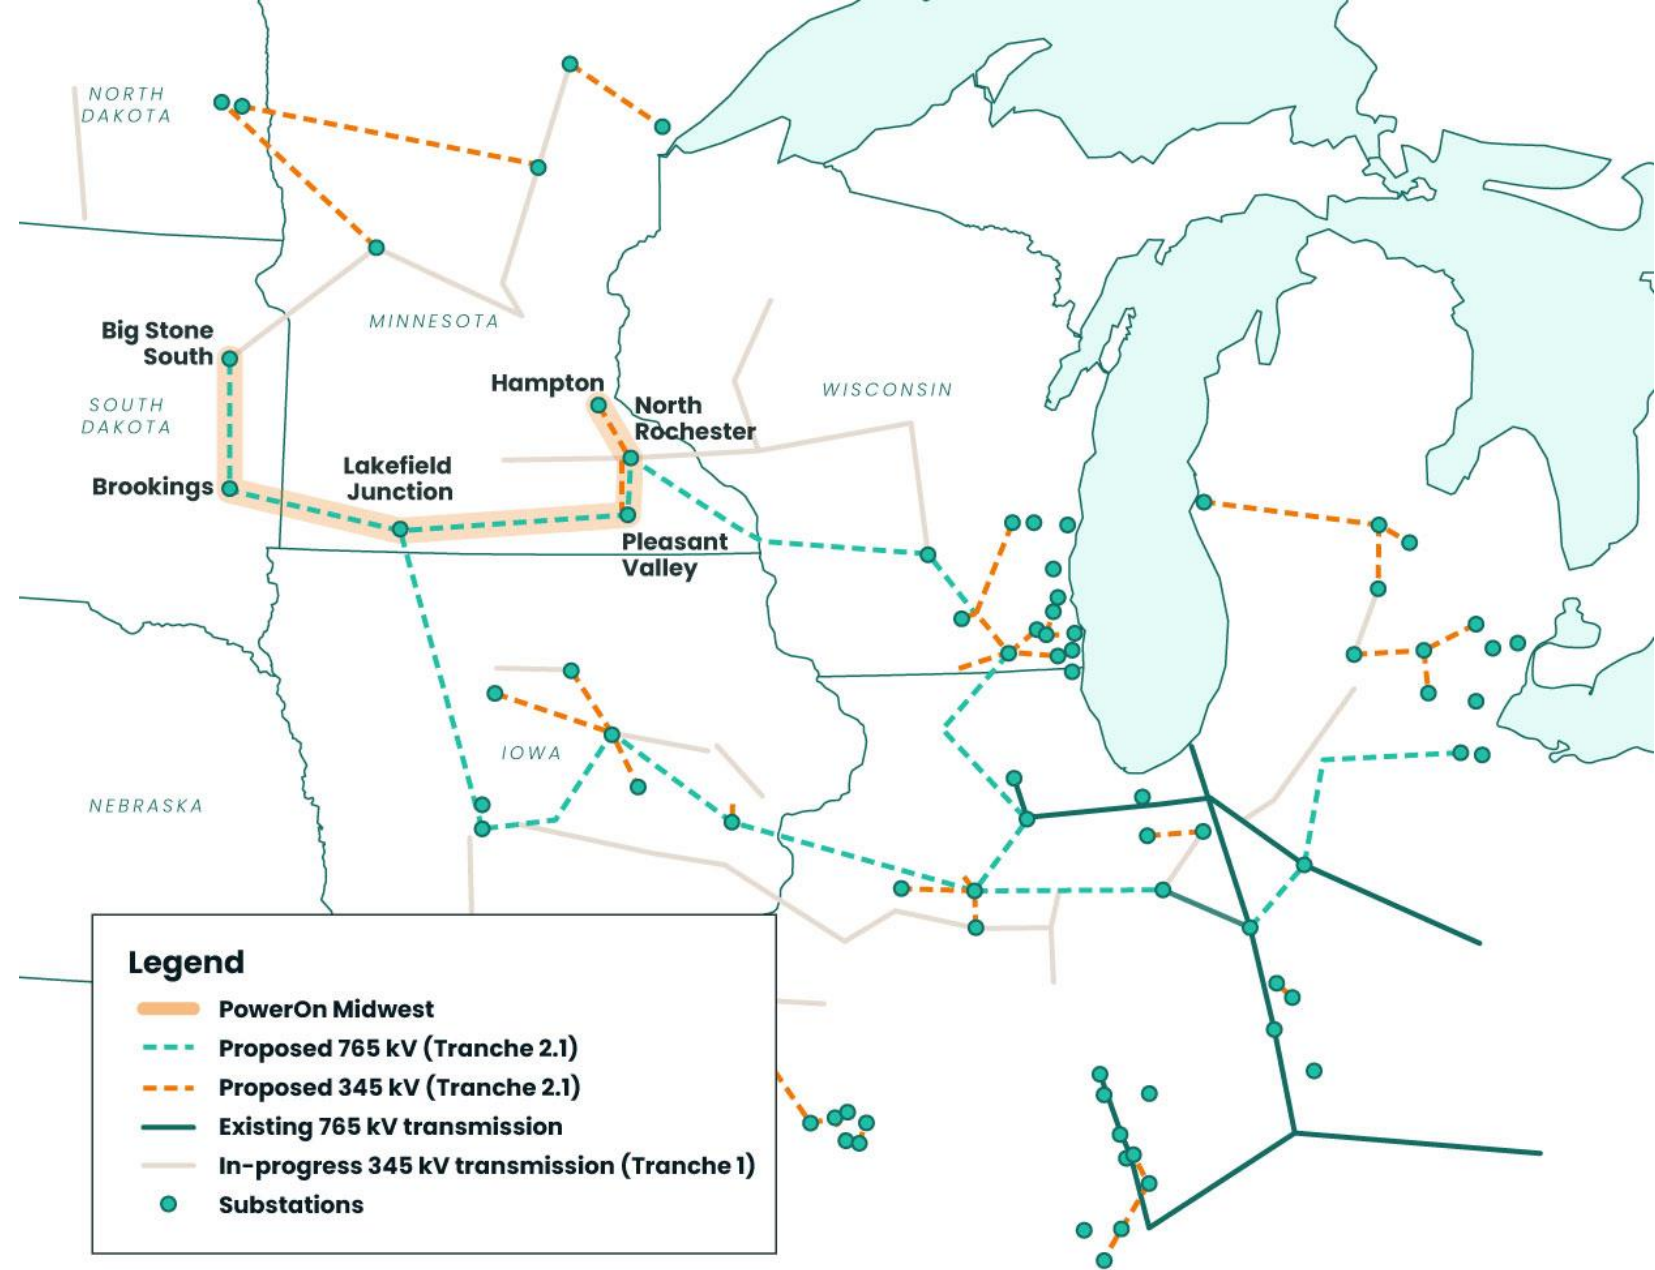 NORTH
DAKOTA
MINNESOTA
Big Stone
South
SOUTH
DAKOTA
Brookings
Hampton
North
Rochester
WISCONSIN
Lakefield
Junction
Pleasant
Valley
IOWA
NEBRASKA
Legend
PowerOn Midwest
Proposed 765 kV (Tranche 2.1)
Proposed 345 kV (Tranche 2.1)
Existing 765 kV transmission
In-progress 345 kV transmission (Tranche 1)
Substations